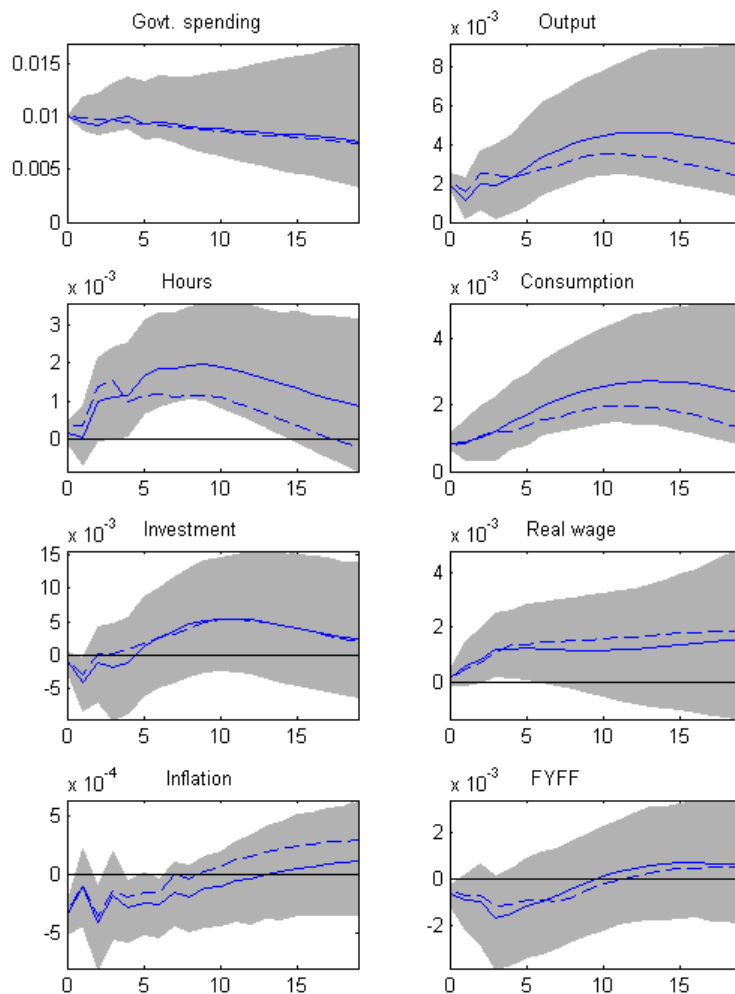 Govt. spending
0.015
0.01
0.005
0
0 5 10 15
x 10^-3 Output
8
6
4
2
0
0 5 10 15
x 10^-3 Hours
3
2
1
0
0 5 10 15
x 10^-3 Consumption
4
2
0
0 5 10 15
x 10^-3 Investment
15
10
5
0
-5
0 5 10 15
x 10^-3 Real wage
4
2
0
0 5 10 15
x 10^-4 Inflation
5
0
-5
0 5 10 15
x 10^-3 FYFF
2
0
-2
0 5 10 15